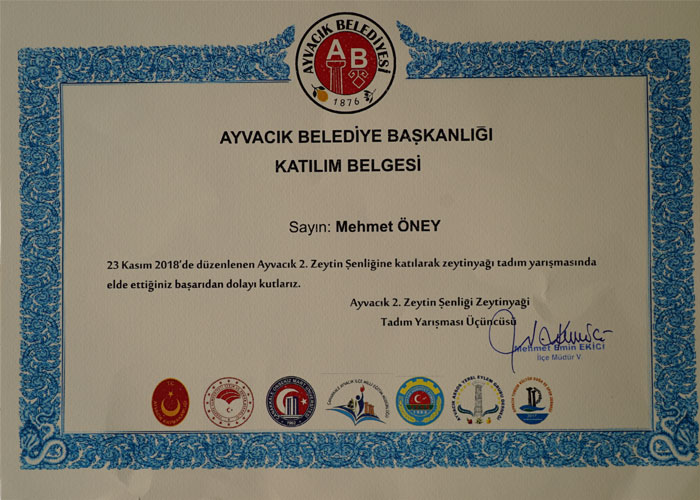 AYVACIK BELEDİYESİ
AB
1876
AYVACIK BELEDİYE BAŞKANLIĞI
KATILIM BELGESİ
Sayın: Mehmet ÖNEY
23 Kasım 2018'de düzenlenen Ayvacık 2. Zeytin Şenliğine katılarak zeytinyağı tadım yarışmasında
elde ettiğiniz başarıdan dolayı kutlarız.
Ayvacık 2. Zeytin Şenliği Zeytinyağı
Tadım Yarışması Üçüncüsü
Mehmet Emin EKİCİ
İlçe Müdür V.